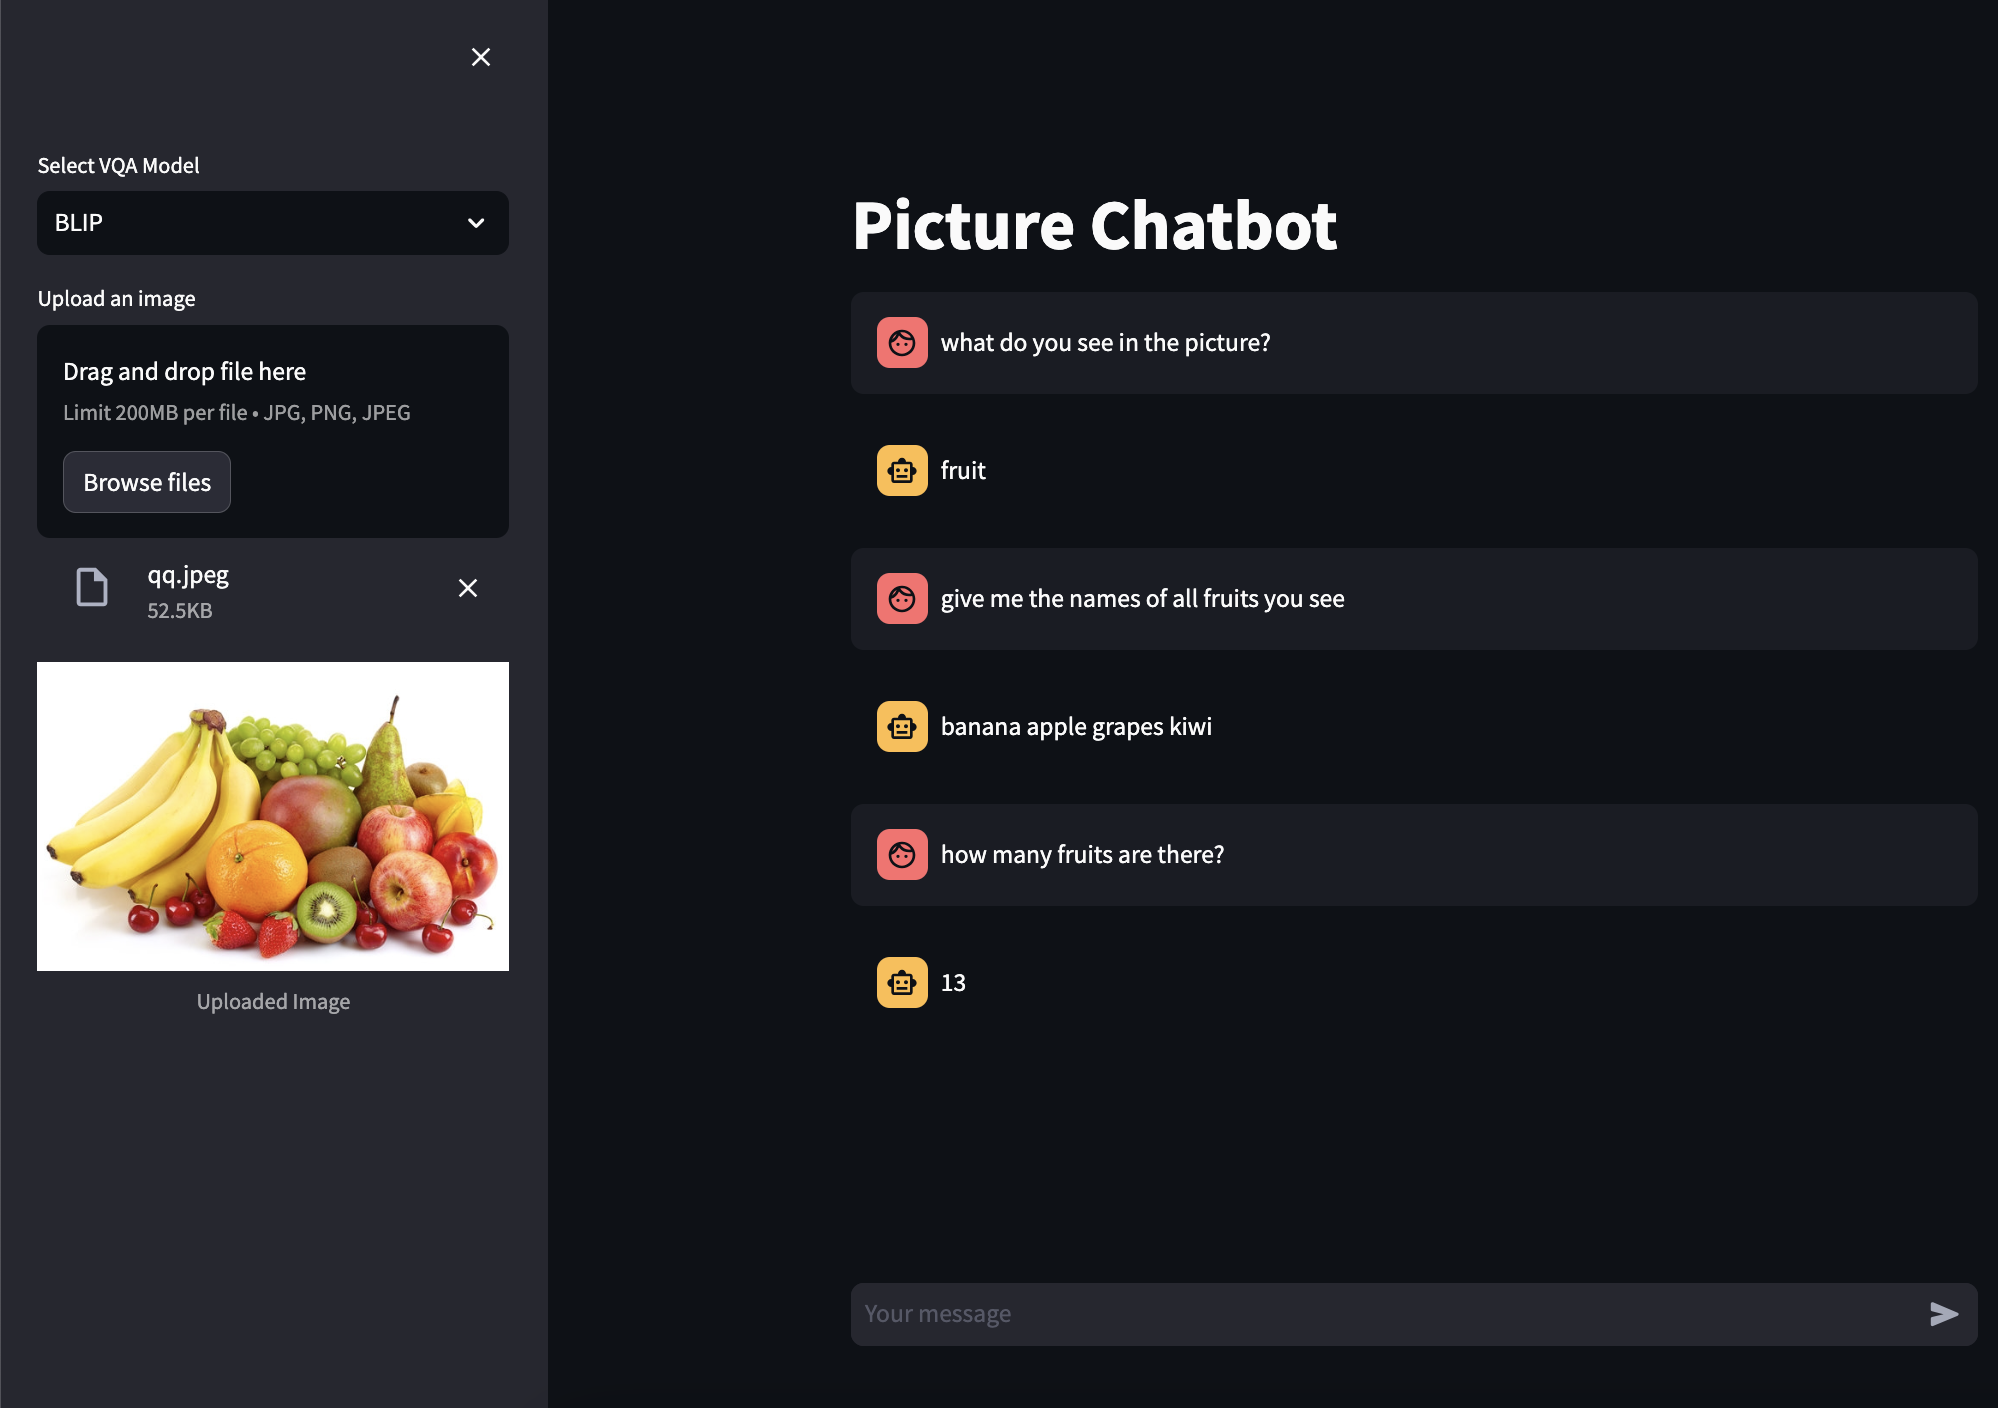 Select VQA Model
BLIP
Upload an image
Drag and drop file here
Limit 200MB per file • JPG, PNG, JPEG
Browse files
qq.jpeg
52.5KB
Uploaded Image
Picture Chatbot
what do you see in the picture?
fruit
give me the names of all fruits you see
banana apple grapes kiwi
how many fruits are there?
13
Your message